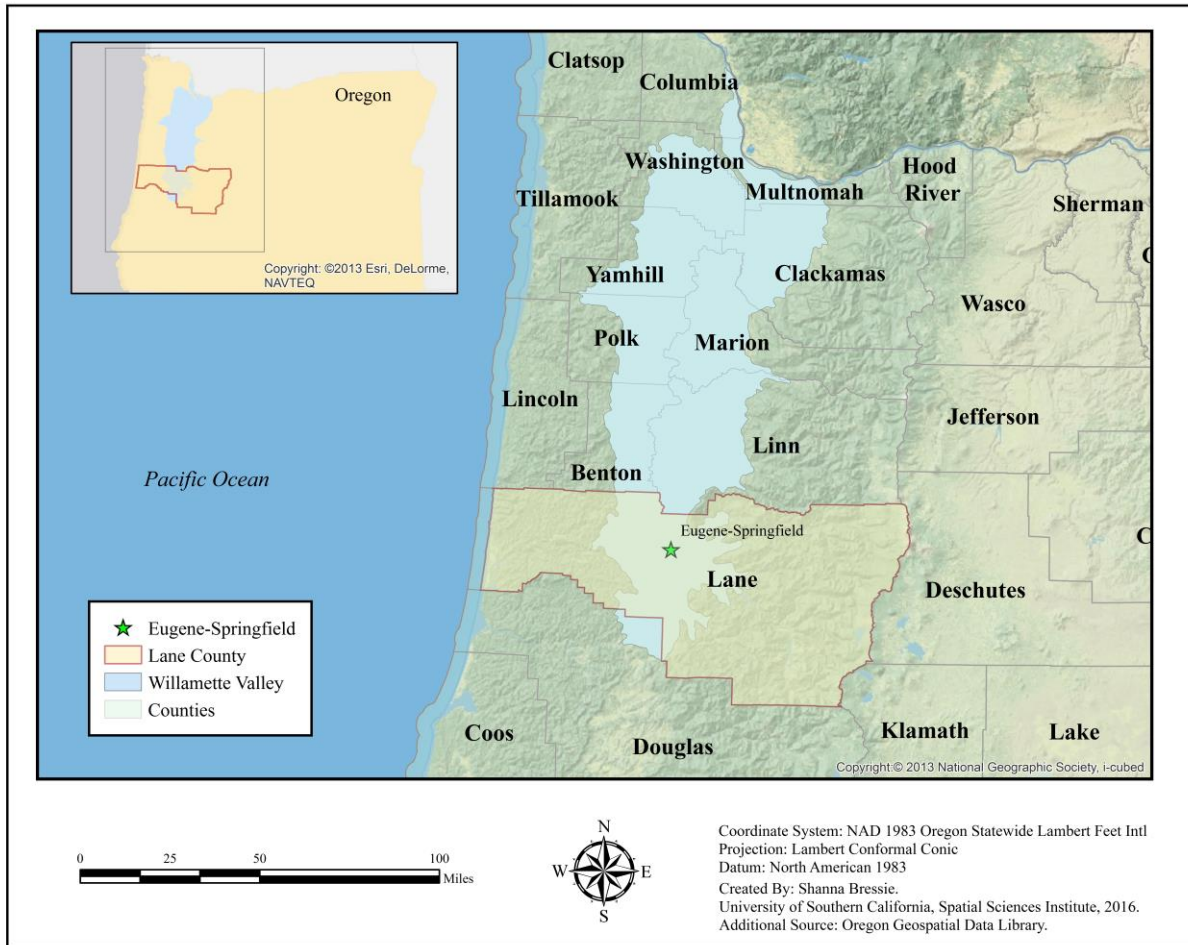 Oregon
Copyright: ©2013 Esri, DeLorme,
NAVTEQ
Clatsop
Columbia
Washington
Hood
River
Tillamook
Multnomah
Sherman
Yamhill
Clackamas
Wasco
Polk
Marion
Lincoln
Jefferson
Linn
Benton
Pacific Ocean
Eugene-Springfield
Lane
Deschutes
C
C
Coos
Douglas
Klamath
Lake
Eugene-Springfield
Lane County
Willamette Valley
Counties
Copyright:© 2013 National Geographic Society, i-cubed
0 25 50 100
Miles
N
W E
S
Coordinate System: NAD 1983 Oregon Statewide Lambert Feet Intl
Projection: Lambert Conformal Conic
Datum: North American 1983
Created By: Shanna Bressie.
University of Southern California, Spatial Sciences Institute, 2016.
Additional Source: Oregon Geospatial Data Library.